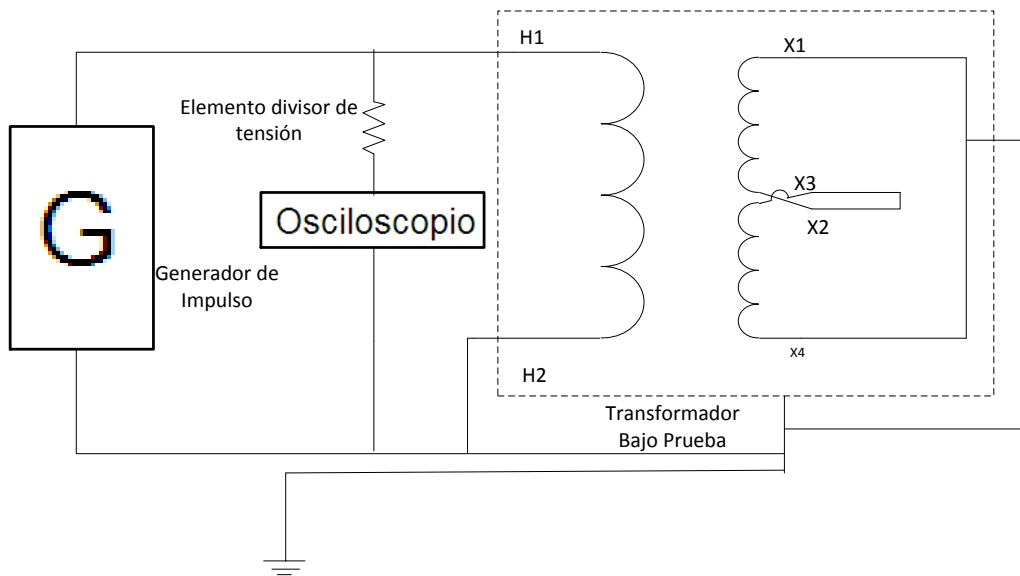 H1
X1
Elemento divisor de
tensión
G
X3
Osciloscopio
X2
Generador de
Impulso
X4
H2
Transformador
Bajo Prueba